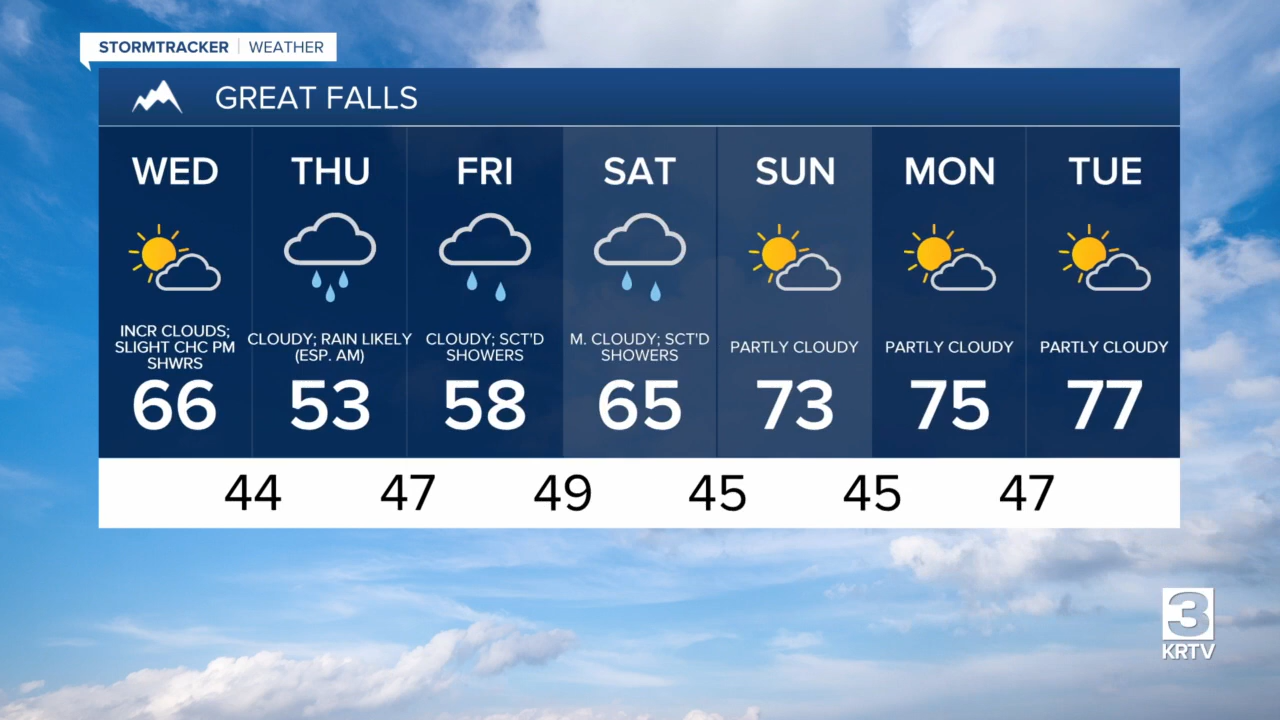 STORMTRACKER | WEATHER
GREAT FALLS
WED THU FRI SAT SUN MON TUE
INCR CLOUDS;
SLIGHT CHC PM
SHWRS
CLOUDY; RAIN LIKELY
(ESP. AM)
CLOUDY; SCT'D
SHOWERS
M. CLOUDY; SCT'D
SHOWERS
PARTLY CLOUDY
PARTLY CLOUDY
PARTLY CLOUDY
66 53 58 65 73 75 77
44 47 49 45 45 47
3
KRTV